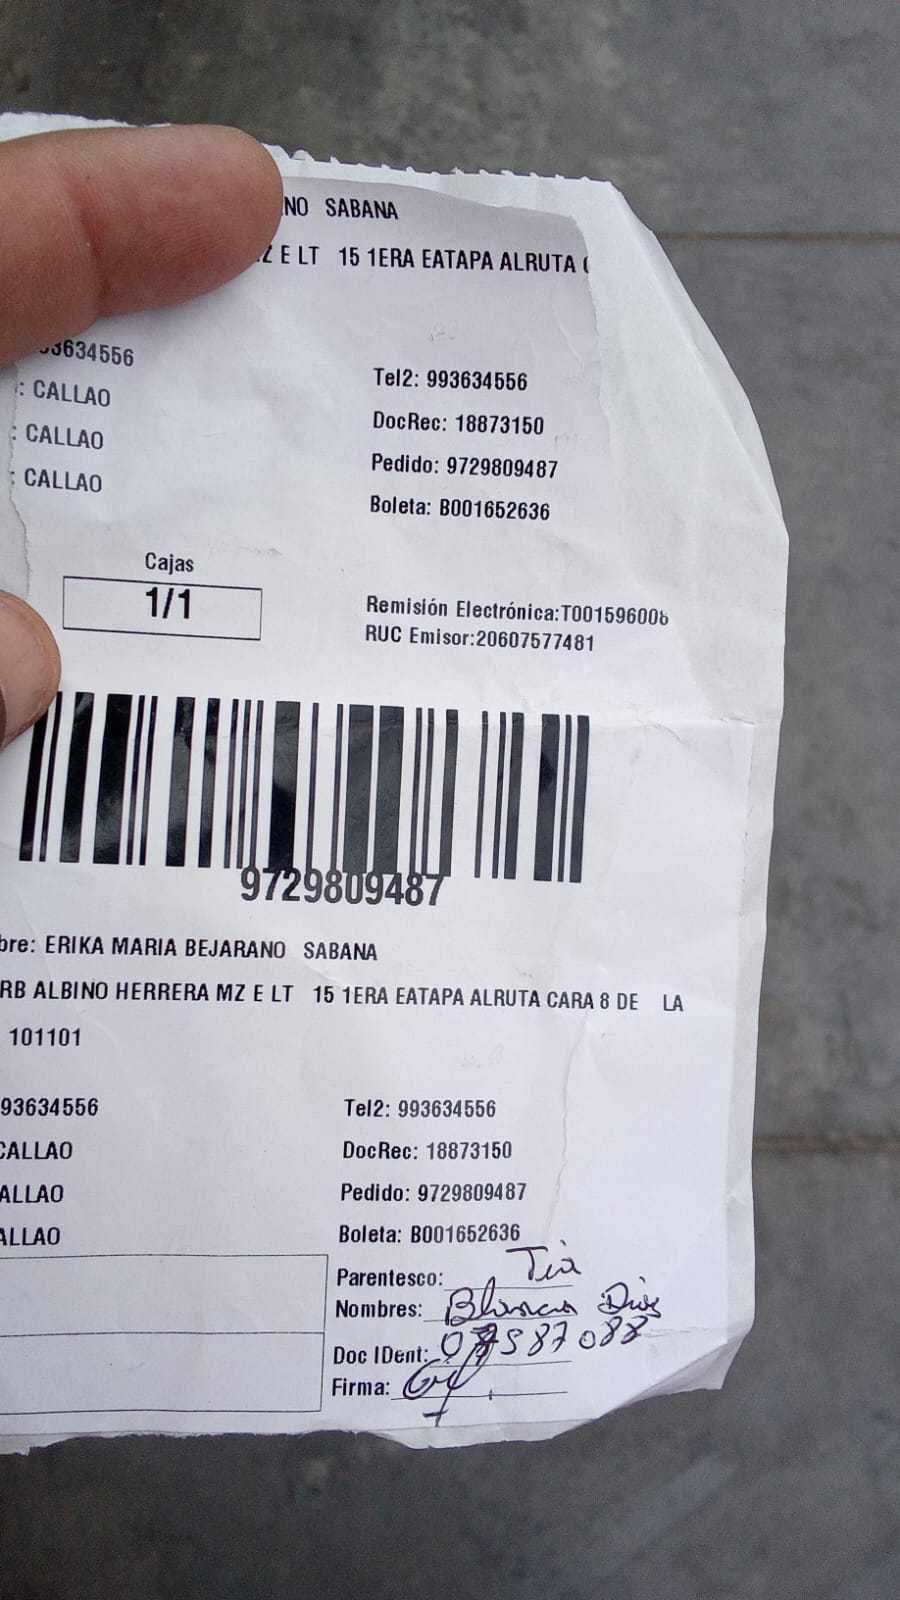 NO SABANA
Z E LT 15 1ERA EATAPA ALRUTA
3634556
Tel2: 993634556
: CALLAO
DocRec: 18873150
: CALLAO
Pedido: 9729809487
: CALLAO
Boleta: B001652636
Cajas
1/1
Remisión Electrónica:T001596008
RUC Emisor:20607577481
9729809487
bre: ERIKA MARIA BEJARANO SABANA
RB ALBINO HERRERA MZ E LT 15 1ERA EATAPA ALRUTA CARA 8 DE LA
101101
93634556
Tel2: 993634556
CALLAO
DocRec: 18873150
ALLAO
Pedido: 9729809487
ALLAO
Boleta: B001652636
Parentesco: Tia
Nombres: Blanca
Doc IDent:
Firma: